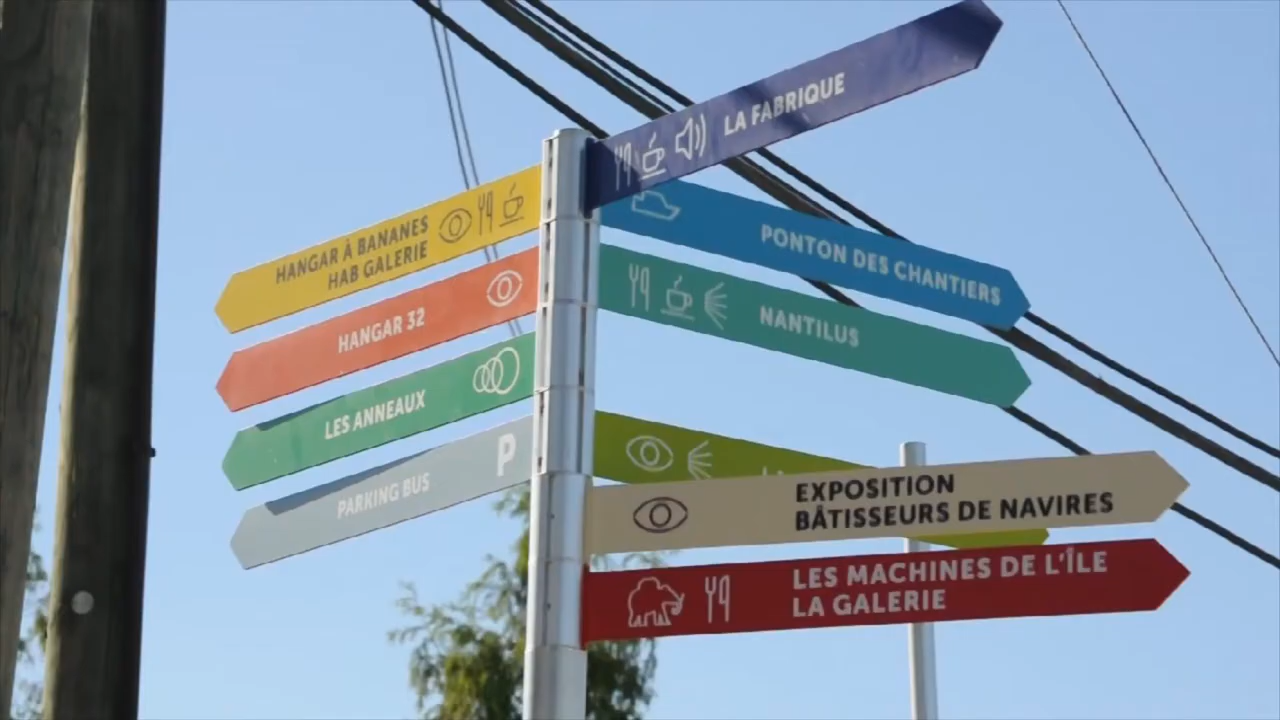 LA FABRIQUE
HANGAR À BANANES
HAB GALERIE
PONTON DES CHANTIERS
HANGAR 32
NANTILUS
LES ANNEAUX
P
PARKING BUS
EXPOSITION
BÂTISSEURS DE NAVIRES
LES MACHINES DE L'ÎLE
LA GALERIE